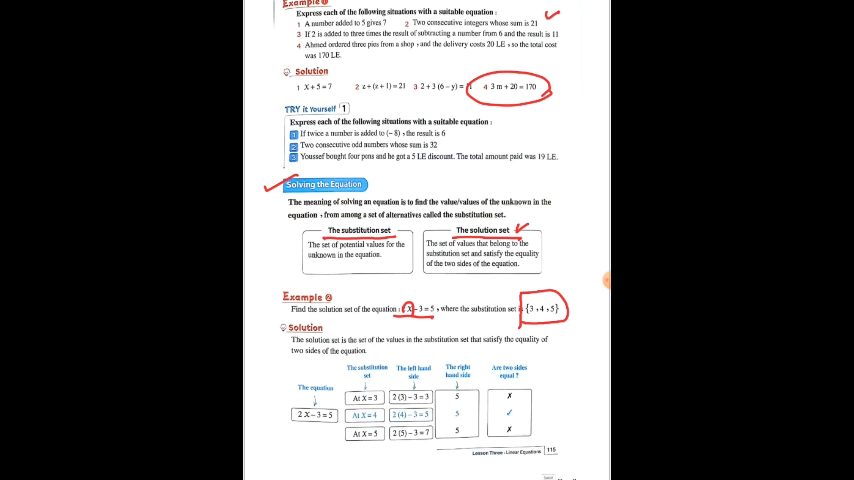 Example 1
Express each of the following situations with a suitable equation :
1 A number added to 5 gives 7 2 Two consecutive integers whose sum is 21
3 If 2 is added to three times the result of subtracting a number from 6 and the result is 11
4 Ahmed ordered three pies from a shop, and the delivery costs 20 LE, so the total cost
was 170 LE.
Solution
1 X + 5 = 7 2 z + (z + 1) = 21 3 2 + 3 (6 – y) = 4 3 m + 20 = 170
TRY it Yourself 1
Express each of the following situations with a suitable equation :
1 If twice a number is added to (– 8), the result is 6
2 Two consecutive odd numbers whose sum is 32
3 Youssef bought four pens and he got a 5 LE discount. The total amount paid was 19 LE.
Solving the Equation
The meaning of solving an equation is to find the value/values of the unknown in the
equation, from among a set of alternatives called the substitution set.
The substitution set
The set of potential values for the
unknown in the equation.
The solution set
The set of values that belong to the
substitution set and satisfy the equality
of the two sides of the equation.
Example 2
Find the solution set of the equation : X – 3 = 5, where the substitution set {3, 4, 5}
Solution
The solution set is the set of the values in the substitution set that satisfy the equality of
two sides of the equation.
The equation
The substitution set
The left hand side
The right hand side
Are two sides equal ?
At X = 3 2 (3) – 3 = 3 5 ✗
2 X – 3 = 5 At X = 4 2 (4) – 3 = 5 5 ✓
At X = 5 2 (5) – 3 = 7 5 ✗
Lesson Three : Linear Equations 115